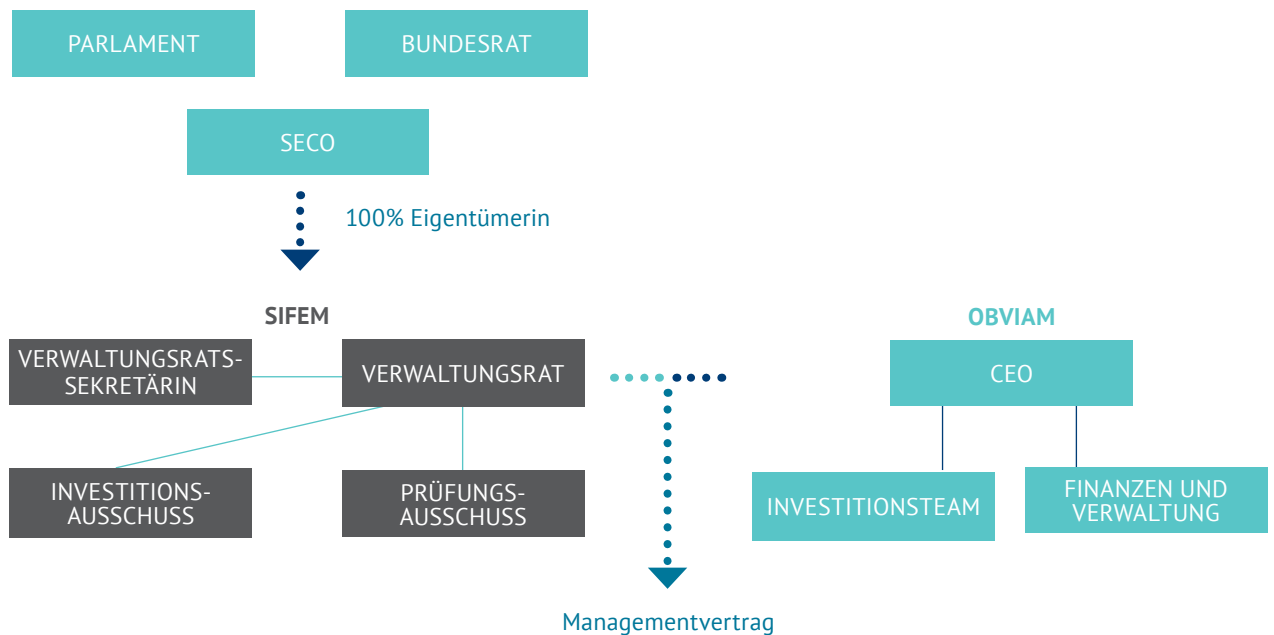 PARLAMENT
BUNDESRAT
SECO
100% Eigentümerin
SIFEM
OBVIAM
VERWALTUNGSRATS-
SEKRETÄRIN
VERWALTUNGSRAT
CEO
INVESTITIONS-
AUSSCHUSS
PRÜFUNGS-
AUSSCHUSS
INVESTITIONSTEAM
FINANZEN UND
VERWALTUNG
Managementvertrag